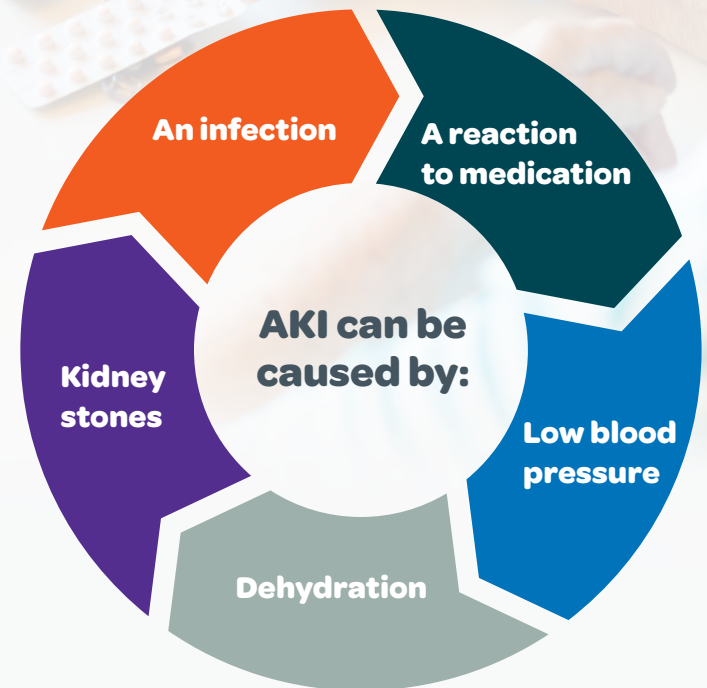 AKI can be
caused by:
An infection
A reaction
to medication
Low blood
pressure
Dehydration
Kidney
stones